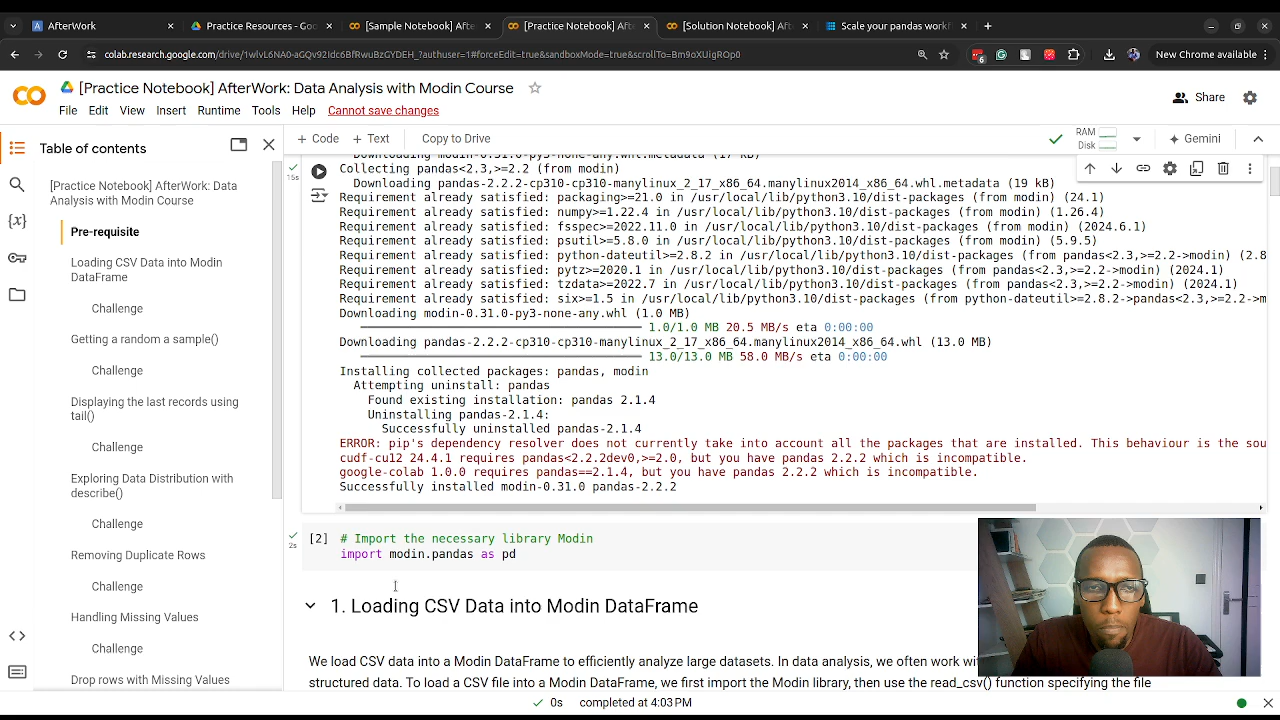 AfterWork
Practice Resources - Goo
[Sample Notebook] Aft
[Practice Notebook] Afte
[Solution Notebook] Aft
Scale your pandas workf
colab.research.google.com/drive/1wlvL6NA0-aGQv92Idc6BfRwuBzGYDEH_?authuser=1#forceEdit=true&sandboxMode=true&scrollTo=Bm9oXUigROp0
6
New Chrome available
[Practice Notebook] AfterWork: Data Analysis with Modin Course
File Edit View Insert Runtime Tools Help Cannot save changes
Share
+ Code + Text Copy to Drive
RAM
Disk
Gemini
Table of contents
[Practice Notebook] AfterWork: Data
Analysis with Modin Course
Pre-requisite
Loading CSV Data into Modin
DataFrame
Challenge
Getting a random a sample()
Challenge
Displaying the last records using
tail()
Challenge
Exploring Data Distribution with
describe()
Challenge
Removing Duplicate Rows
Challenge
Handling Missing Values
Challenge
Drop rows with Missing Values
15s
Downloading modin-0.31.0-py3-none-any.whl.metadata (17 kB)
Collecting pandas<2.3,>=2.2 (from modin)
Downloading pandas-2.2.2-cp310-cp310-manylinux_2_17_x86_64.manylinux2014_x86_64.whl.metadata (19 kB)
Requirement already satisfied: packaging>=21.0 in /usr/local/lib/python3.10/dist-packages (from modin) (24.1)
Requirement already satisfied: numpy>=1.22.4 in /usr/local/lib/python3.10/dist-packages (from modin) (1.26.4)
Requirement already satisfied: fsspec>=2022.11.0 in /usr/local/lib/python3.10/dist-packages (from modin) (2024.6.1)
Requirement already satisfied: psutil>=5.8.0 in /usr/local/lib/python3.10/dist-packages (from modin) (5.9.5)
Requirement already satisfied: python-dateutil>=2.8.2 in /usr/local/lib/python3.10/dist-packages (from pandas<2.3,>=2.2->modin) (2.8
Requirement already satisfied: pytz>=2020.1 in /usr/local/lib/python3.10/dist-packages (from pandas<2.3,>=2.2->modin) (2024.1)
Requirement already satisfied: tzdata>=2022.7 in /usr/local/lib/python3.10/dist-packages (from pandas<2.3,>=2.2->modin) (2024.1)
Requirement already satisfied: six>=1.5 in /usr/local/lib/python3.10/dist-packages (from python-dateutil>=2.8.2->pandas<2.3,>=2.2->m
Downloading modin-0.31.0-py3-none-any.whl (1.0 MB)
1.0/1.0 MB 20.5 MB/s eta 0:00:00
Downloading pandas-2.2.2-cp310-cp310-manylinux_2_17_x86_64.manylinux2014_x86_64.whl (13.0 MB)
13.0/13.0 MB 58.0 MB/s eta 0:00:00
Installing collected packages: pandas, modin
Attempting uninstall: pandas
Found existing installation: pandas 2.1.4
Uninstalling pandas-2.1.4:
Successfully uninstalled pandas-2.1.4
ERROR: pip's dependency resolver does not currently take into account all the packages that are installed. This behaviour is the sou
cudf-cu12 24.4.1 requires pandas<2.2.2dev0,>=2.0, but you have pandas 2.2.2 which is incompatible.
google-colab 1.0.0 requires pandas==2.1.4, but you have pandas 2.2.2 which is incompatible.
Successfully installed modin-0.31.0 pandas-2.2.2
2s
[2] # Import the necessary library Modin
import modin.pandas as pd
1. Loading CSV Data into Modin DataFrame
We load CSV data into a Modin DataFrame to efficiently analyze large datasets. In data analysis, we often work wi
structured data. To load a CSV file into a Modin DataFrame, we first import the Modin library, then use the read_csv() function specifying the file
0s completed at 4:03 PM